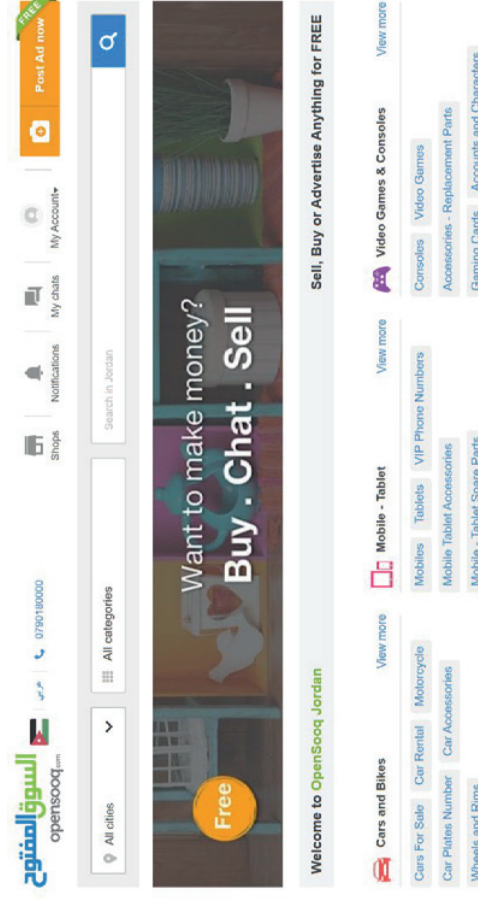 السوق المفتوح
opensooq.com
عربي
0790180000
Shops
Notifications
My chats
My Account
Post Ad now
FREE
All cities
All categories
Search in Jordan
Free
Want to make money?
Buy . Chat . Sell
Welcome to OpenSooq Jordan
Sell, Buy or Advertise Anything for FREE
Cars and Bikes
View more
Cars For Sale Car Rental Motorcycle
Car Plates Number Car Accessories
Wheels and Rims
Mobile - Tablet
View more
Mobiles Tablets VIP Phone Numbers
Mobile Tablet Accessories
Mobile - Tablet Spare Parts
Video Games & Consoles
View more
Consoles Video Games
Accessories - Replacement Parts
Gaming Cards Accounts and Characters